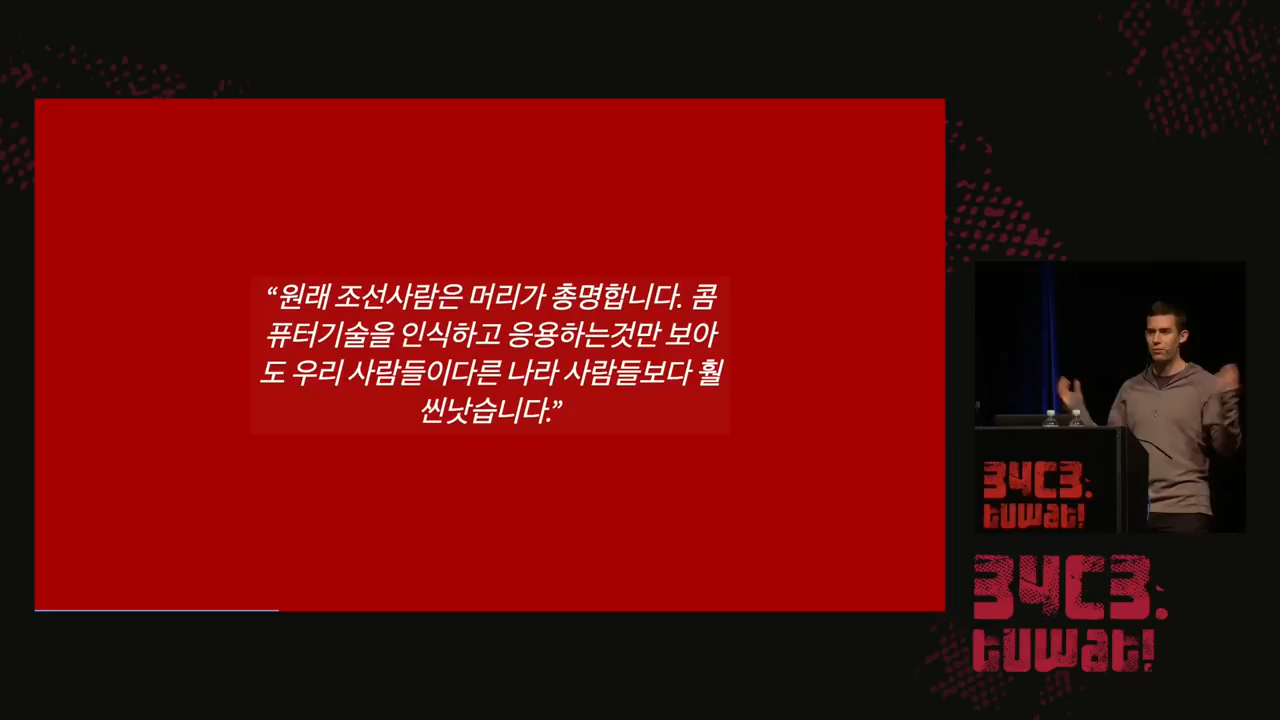 “원래 조선사람은 머리가 총명합니다. 콤
퓨터기술을 인식하고 응용하는것만 보아
도 우리 사람들이다른 나라 사람들보다 훨
씬낫습니다.”
34C3.
tuwat!
34C3.
tuwat!